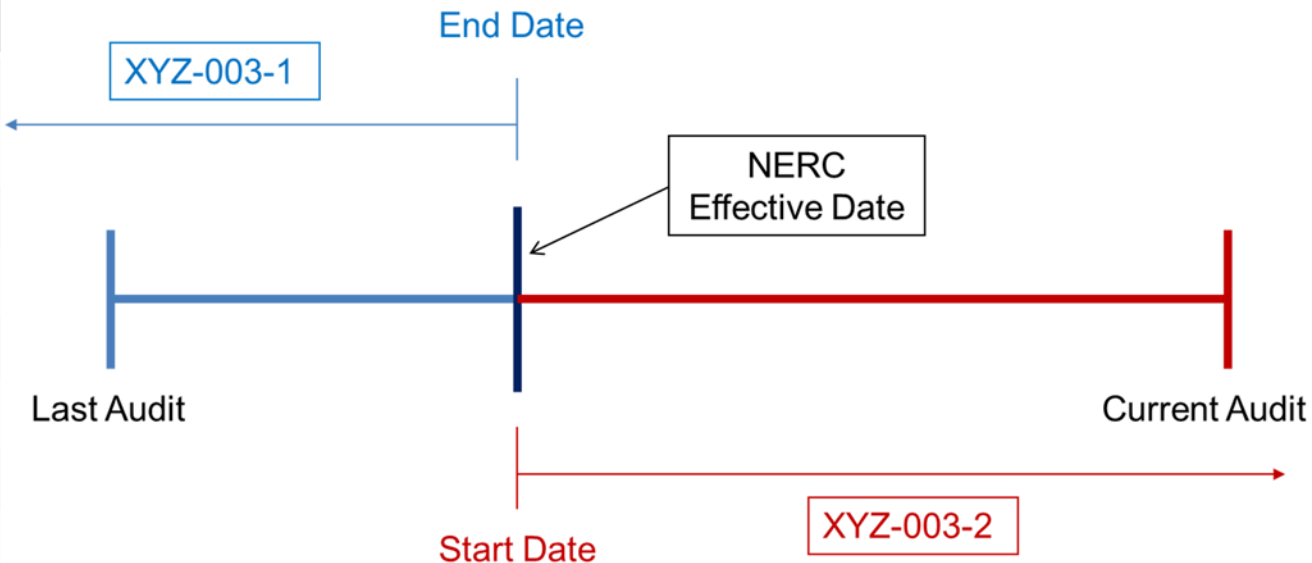 End Date
XYZ-003-1
NERC
Effective Date
Last Audit
Current Audit
XYZ-003-2
Start Date